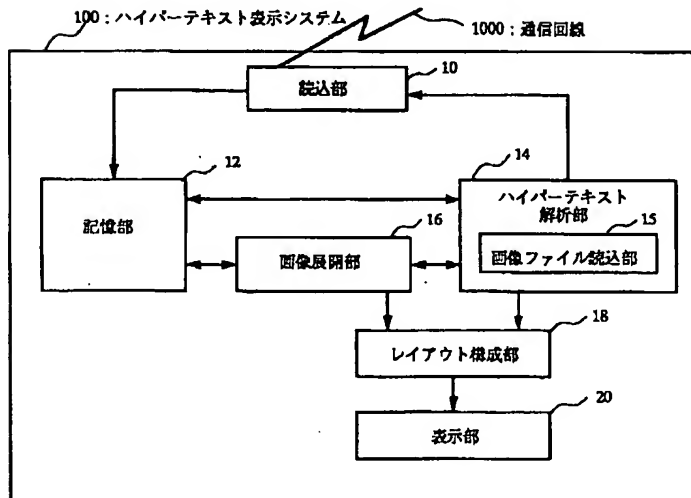 100：ハイパーテキスト表示システム
1000：通信回線
10
読込部
12
14
記憶部
ハイパーテキスト
解析部
15
画像ファイル読込部
16
画像展開部
18
レイアウト構成部
20
表示部